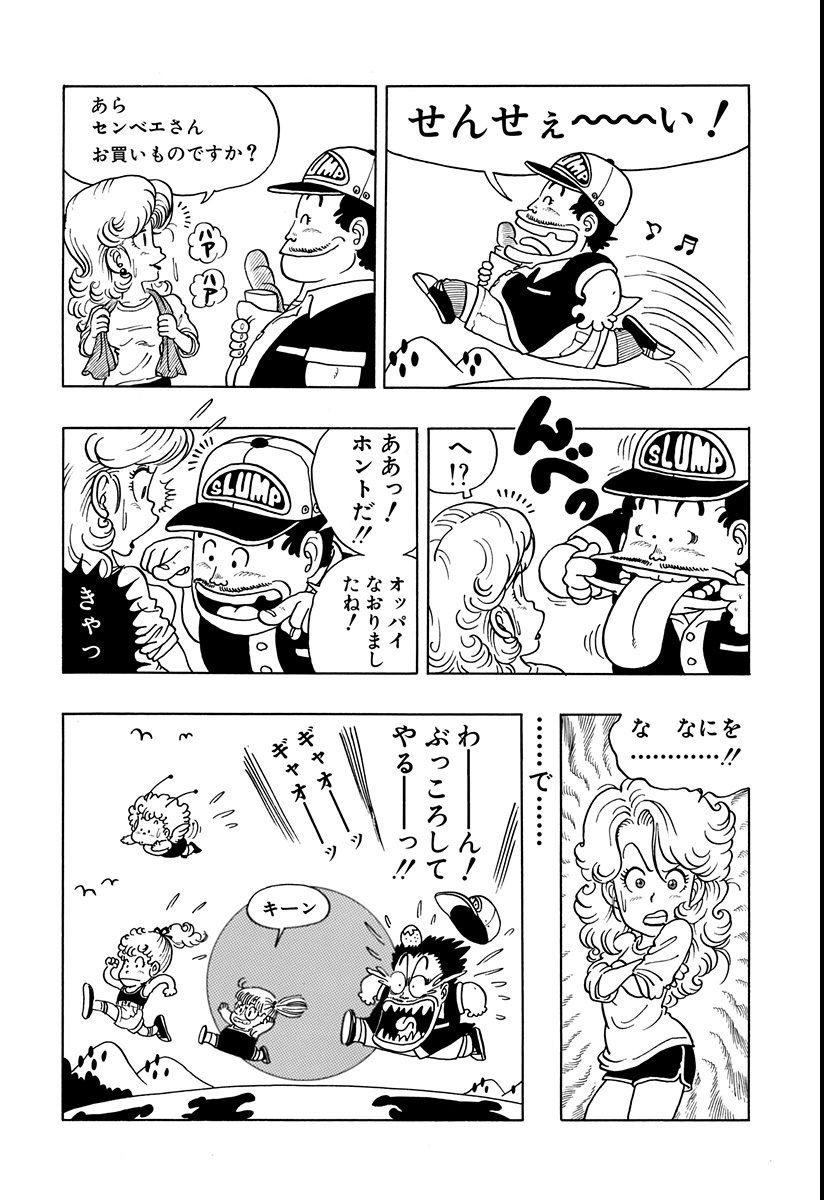 せんせぇ〜〜〜い！
SLUMP
あら
センベエさん
お買いものですか？
ハア
ハア
SLUMP
んべっ
へ!?
SLUMP
ああっ！
ホントだ!!
オッパイ
なおりまし
たね！
SLUMP
きゃっ
な　なにを
…………!!
……で……
わ――ん！
ぶっころして
やる――っ!!
ギャオ――ッ
ギャオ――ッ
キーン